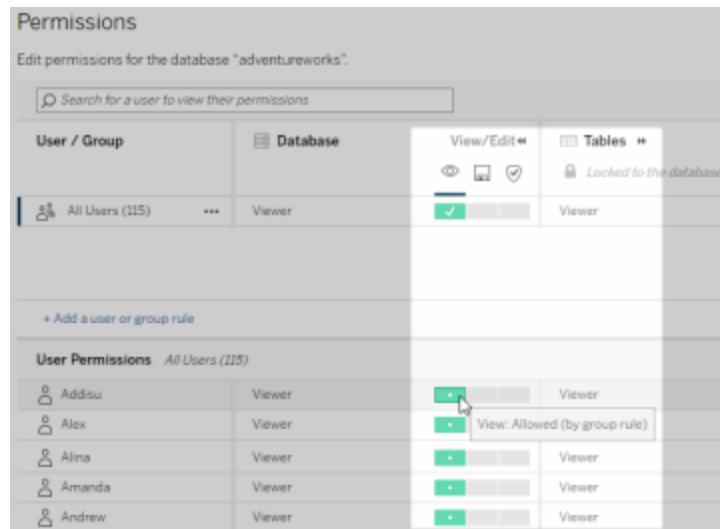 Permissions
Edit permissions for the database "adventureworks".
Search for a user to view their permissions
User / Group Database View/Edit Tables
Locked to the database
All Users (115) ••• Viewer Viewer
+ Add a user or group rule
User Permissions All Users (115)
Addisu Viewer Viewer
Alex Viewer View: Allowed (by group rule)
Alina Viewer Viewer
Amanda Viewer Viewer
Andrew Viewer Viewer